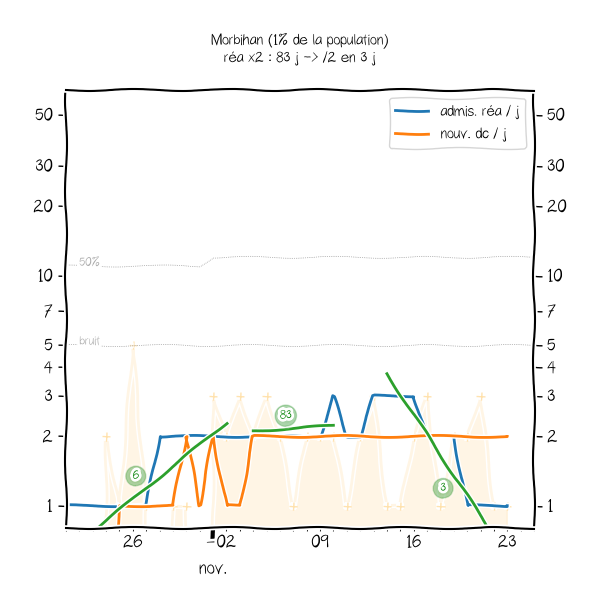 Morbihan (1% de la population)
réa x2 : 83 j -> /2 en 3 j
admis. réa / j
nouv. dc / j
50 50
30 30
20 20
50%
10 10
7 7
bruit
5 5
4 4
3 3
83
2 2
6
3
1 1
26 02 09 16 23
nov.